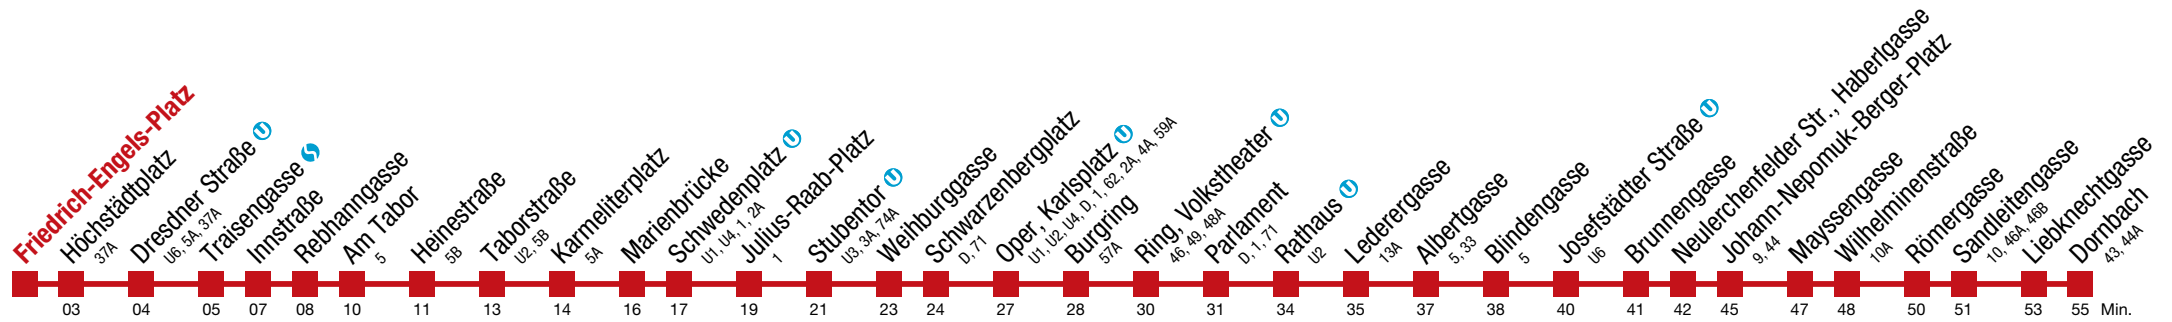 Friedrich-Engels-Platz
Höchstädtplatz
37A
Dresdner Straße U
U6, 5A, 37A
Traisengasse S
Innstraße
Rebhanngasse
Am Tabor
5
Heinestraße
5B
Taborstraße
U2, 5B
Karmeliterplatz
5A
Marienbrücke
Schwedenplatz U
U1, U4, 1, 2A
Julius-Raab-Platz
1
Stubentor U
U3, 3A, 74A
Weihburggasse
Schwarzenbergplatz
D, 71
Oper, Karlsplatz U
U1, U2, U4, D, 1, 62, 2A, 4A, 59A
Burgring
57A
Ring, Volkstheater U
46, 49, 48A
Parlament
D, 1, 71
Rathaus U
U2
Lederergasse
13A
Albertgasse
5, 33
Blindengasse
5
Josefstädter Straße U
U6
Brunnengasse
Neulerchenfelder Str., Haberlgasse
Johann-Nepomuk-Berger-Platz
9, 44
Mayssengasse
Wilhelminenstraße
10A
Römergasse
Sandleitengasse
10, 46A, 46B
Liebknechtgasse
Dornbach
43, 44A
03 04 05 07 08 10 11 13 14 16 17 19 21 23 24 27 28 30 31 34 35 37 38 40 41 42 45 47 48 50 51 53 55 Min.